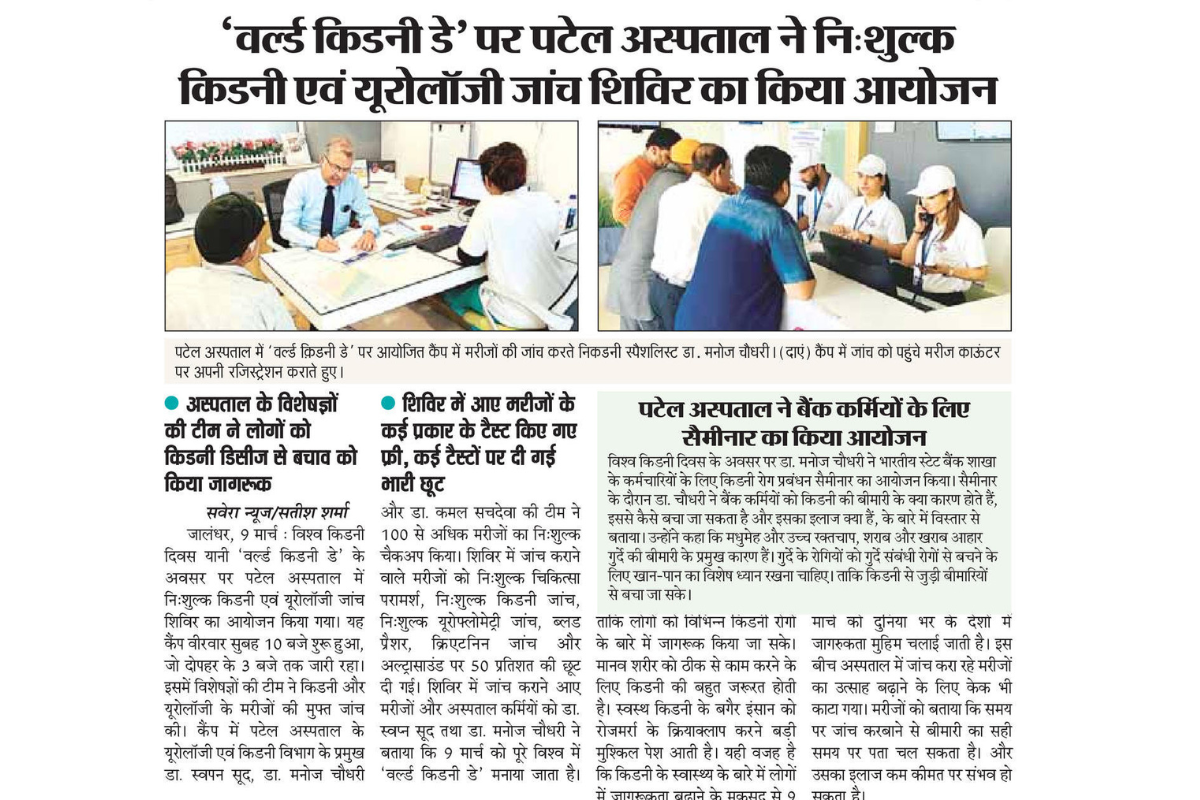 ‘वर्ल्ड किडनी डे’ पर पटेल अस्पताल ने निःशुल्क
किडनी एवं यूरोलॉजी जांच शिविर का किया आयोजन
पटेल अस्पताल में ‘वर्ल्ड क़िडनी डे’ पर आयोजित कैंप में मरीजों की जांच करते निकडनी स्पैशलिस्ट डा. मनोज चौधरी। (दाएं) कैंप में जांच को पहुंचे मरीज काऊंटर
पर अपनी रजिस्ट्रेशन कराते हुए।
● अस्पताल के विशेषज्ञों
की टीम ने लोगों को
किडनी डिसीज से बचाव को
किया जागरूक
● शिविर में आए मरीजों के
कई प्रकार के टैस्ट किए गए
फ्री, कई टैस्टों पर दी गई
भारी छूट
सवेरा न्यूज/सतीश शर्मा
जालंधर, 9 मार्च : विश्व किडनी
दिवस यानी ‘वर्ल्ड किडनी डे’ के
अवसर पर पटेल अस्पताल में
निःशुल्क किडनी एवं यूरोलॉजी जांच
शिविर का आयोजन किया गया। यह
कैंप वीरवार सुबह 10 बजे शुरू हुआ,
जो दोपहर के 3 बजे तक जारी रहा।
इसमें विशेषज्ञों की टीम ने किडनी और
यूरोलॉजी के मरीजों की मुफ्त जांच
की। कैंप में पटेल अस्पताल के
यूरोलॉजी एवं किडनी विभाग के प्रमुख
डा. स्वपन सूद, डा. मनोज चौधरी
और डा. कमल सचदेवा की टीम ने
100 से अधिक मरीजों का निःशुल्क
चैकअप किया। शिविर में जांच कराने
वाले मरीजों को निःशुल्क चिकित्सा
परामर्श, निःशुल्क किडनी जांच,
निःशुल्क यूरोफ्लोमेट्री जांच, ब्लड
प्रैशर, क्रिएटनिन जांच और
अल्ट्रासाउंड पर 50 प्रतिशत की छूट
दी गई। शिविर में जांच कराने आए
मरीजों और अस्पताल कर्मियों को डा.
स्वप्न सूद तथा डा. मनोज चौधरी ने
बताया कि 9 मार्च को पूरे विश्व में
‘वर्ल्ड किडनी डे’ मनाया जाता है।
पटेल अस्पताल ने बैंक कर्मियों के लिए
सैमीनार का किया आयोजन
विश्व किडनी दिवस के अवसर पर डा. मनोज चौधरी ने भारतीय स्टेट बैंक शाखा
के कर्मचारियों के लिए किडनी रोग प्रबंधन सैमीनार का आयोजन किया। सैमीनार
के दौरान डा. चौधरी ने बैंक कर्मियों को किडनी की बीमारी के क्या कारण होते हैं,
इससे कैसे बचा जा सकता है और इसका इलाज क्या हैं, के बारे में विस्तार से
बताया। उन्होंने कहा कि मधुमेह और उच्च रक्तचाप, शराब और खराब आहार
गुर्दे की बीमारी के प्रमुख कारण हैं। गुर्दे के रोगियों को गुर्दे संबंधी रोगों से बचने के
लिए खान-पान का विशेष ध्यान रखना चाहिए। ताकि किडनी से जुड़ी बीमारियों
से बचा जा सके।
ताकि लोगों को विभिन्न किडनी रोगों
के बारे में जागरूक किया जा सके।
मानव शरीर को ठीक से काम करने के
लिए किडनी की बहुत जरूरत होती
है। स्वस्थ किडनी के बगैर इंसान को
रोजमर्रा के क्रियाक्लाप करने बड़ी
मुश्किल पेश आती है। यही वजह है
कि किडनी के स्वास्थ्य के बारे में लोगों
में जागरूकता बढ़ाने के मकसद से 9
मार्च को दुनिया भर के देशों में
जागरुकता मुहिम चलाई जाती है। इस
बीच अस्पताल में जांच करा रहे मरीजों
का उत्साह बढ़ाने के लिए केक भी
काटा गया। मरीजों को बताया कि समय
पर जांच करबाने से बीमारी का सही
समय पर पता चल सकता है। और
उसका इलाज कम कीमत पर संभव हो
सकता है।